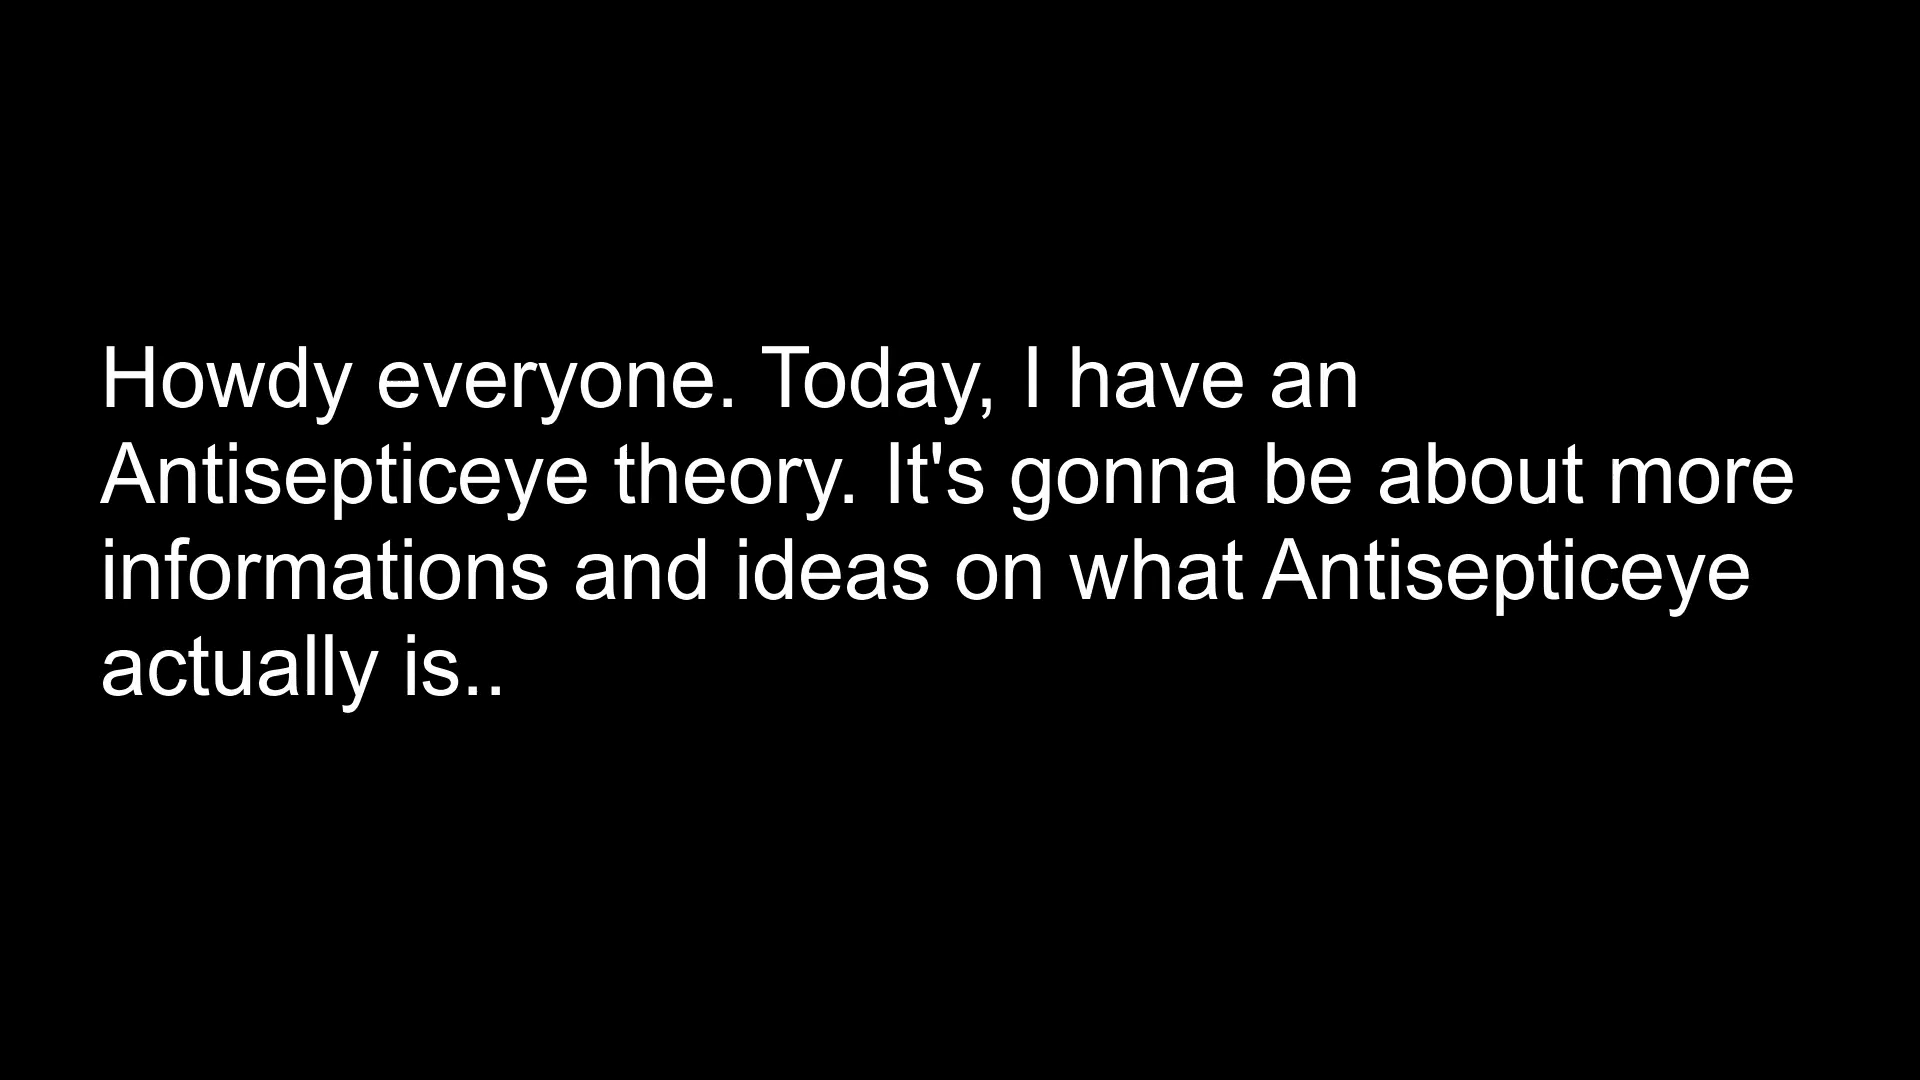 Howdy everyone. Today, I have an
Antisepticeye theory. It's gonna be about more
informations and ideas on what Antisepticeye
actually is..